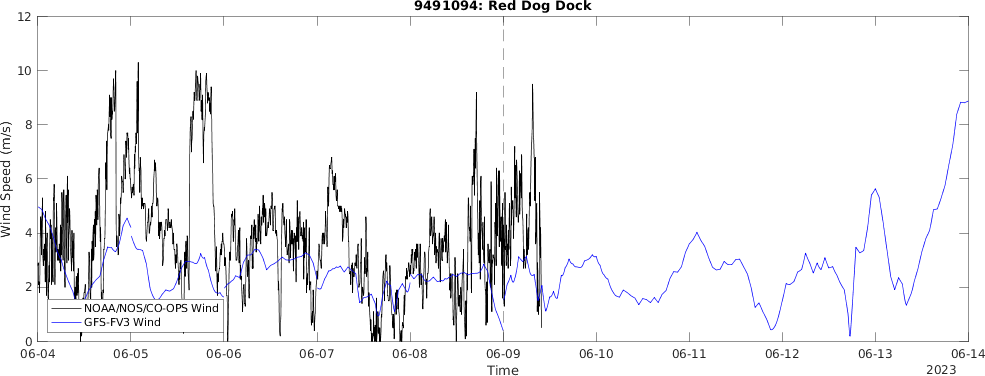 9491094: Red Dog Dock
Wind Speed (m/s)
12
10
8
6
4
2
0
NOAA/NOS/CO-OPS Wind
GFS-FV3 Wind
06-04 06-05 06-06 06-07 06-08 06-09 06-10 06-11 06-12 06-13 06-14
Time
2023